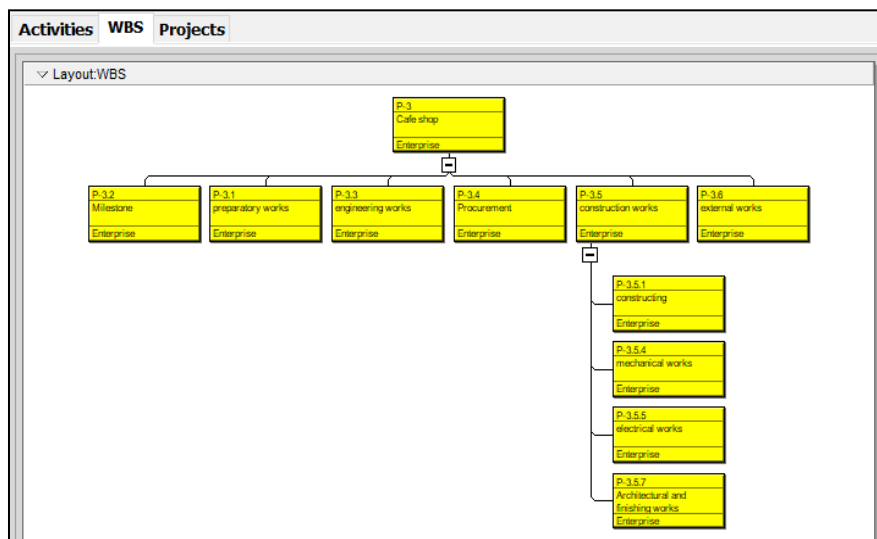 Activities WBS Projects
Layout:WBS
P-3
Cafe shop
Enterprise
P-3.2
Milestone
Enterprise
P-3.1
preparatory works
Enterprise
P-3.3
engineering works
Enterprise
P-3.4
Procurement
Enterprise
P-3.5
construction works
Enterprise
P-3.6
external works
Enterprise
P-3.5.1
constructing
Enterprise
P-3.5.4
mechanical works
Enterprise
P-3.5.5
electrical works
Enterprise
P-3.5.7
Architectural and
finishing works
Enterprise